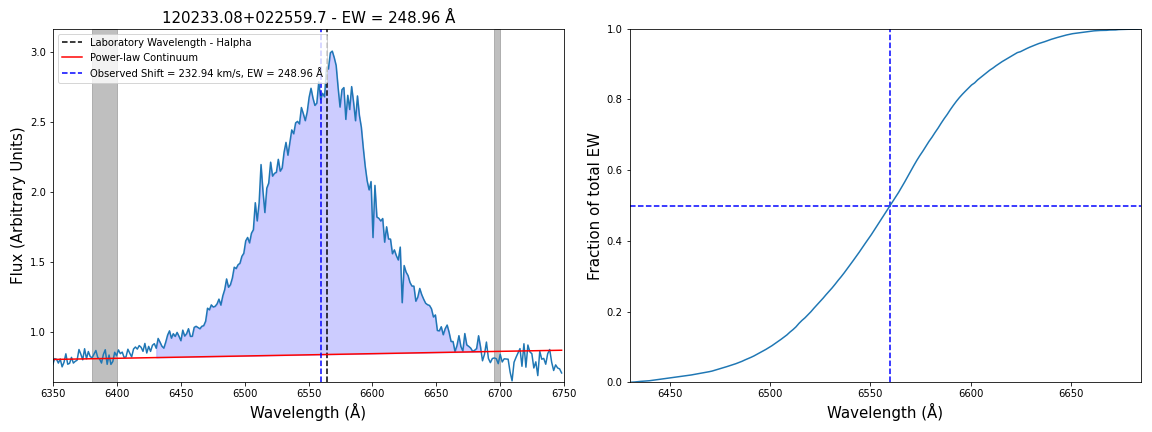 120233.08+022559.7 - EW = 248.96 Å
Laboratory Wavelength - Halpha
Power-law Continuum
Observed Shift = 232.94 km/s, EW = 248.96 Å
Flux (Arbitrary Units)
3.0
2.5
2.0
1.5
1.0
6350 6400 6450 6500 6550 6600 6650 6700 6750
Wavelength (Å)
Fraction of total EW
1.0
0.8
0.6
0.4
0.2
0.0
6450 6500 6550 6600 6650
Wavelength (Å)